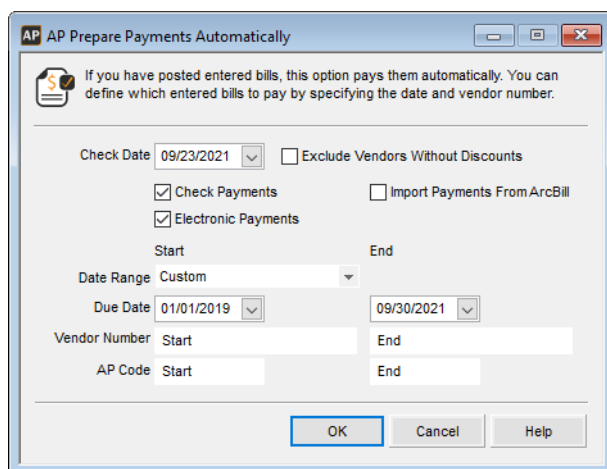 AP AP Prepare Payments Automatically
If you have posted entered bills, this option pays them automatically. You can
define which entered bills to pay by specifying the date and vendor number.
Check Date 09/23/2021 Exclude Vendors Without Discounts
Check Payments Import Payments From ArcBill
Electronic Payments
Start End
Date Range Custom
Due Date 01/01/2019 09/30/2021
Vendor Number Start End
AP Code Start End
OK Cancel Help